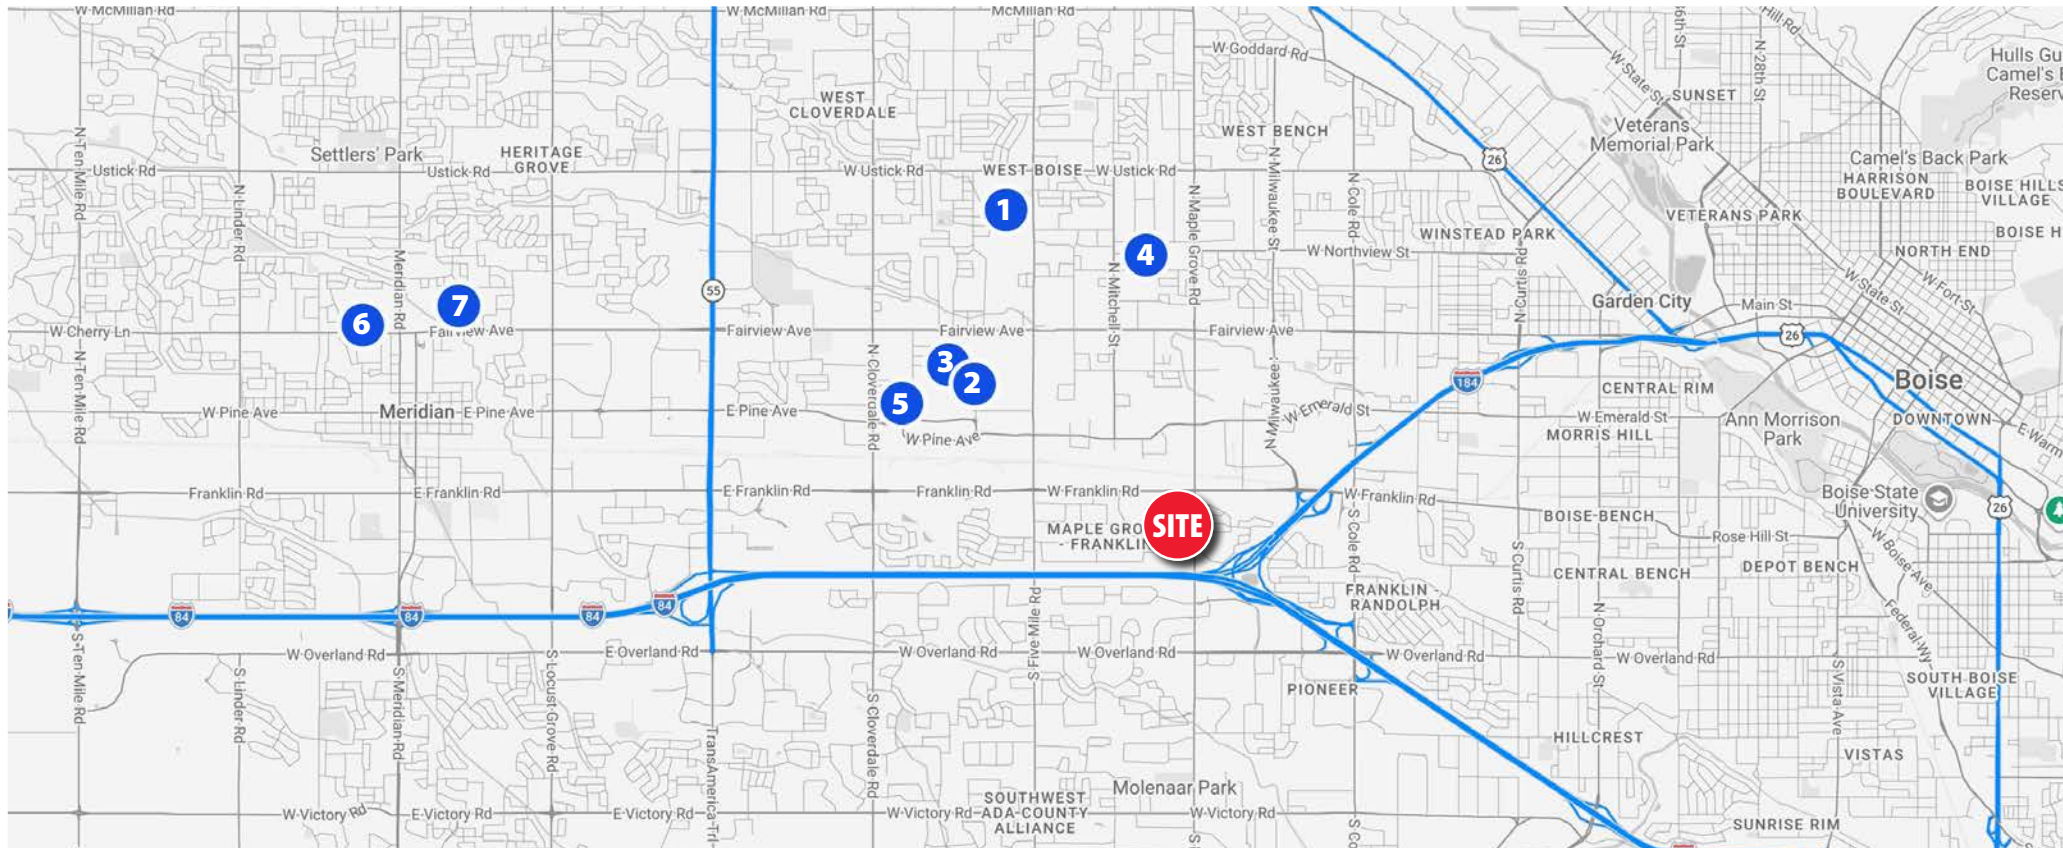 W McMillan Rd
W McMillan Rd
McMillan Rd
W Goddard Rd
Hill Rd
W State St
N 28th St
SUNSET
Veterans
Memorial Park
WEST
CLOVERDALE
WEST BENCH
26
Camel's Back Park
HARRISON
BOULEVARD
BOISE HILLS
VILLAGE
Settlers' Park
HERITAGE
GROVE
N Ten Mile Rd
Ustick Rd
Ustick Rd
W Ustick Rd
WEST BOISE
W Ustick Rd
N Linder Rd
1
N Maple Grove Rd
N Milwaukee St
N Cole Rd
VETERANS PARK
WINSTEAD PARK
NORTH END
4
W Northview St
Meridian Rd
N Mitchell St
N Curtis Rd
55
W State St
W Fort St
Garden City
Main St
6
7
W Cherry Ln
Fairview Ave
Fairview Ave
Fairview Ave
Fairview Ave
26
N Ten Mile Rd
N Cloverdale Rd
3
2
5
184
CENTRAL RIM
Boise
W Pine Ave
Meridian
E Pine Ave
E Pine Ave
W Pine Ave
N Milwaukee
W Emerald St
W Emerald St
MORRIS HILL
Ann Morrison
Park
DOWNTOWN
Franklin Rd
E Franklin Rd
E Franklin Rd
Franklin Rd
W Franklin Rd
W Franklin Rd
Boise State
University
26
MAPLE GRO
- FRANKLIN
SITE
S Cole Rd
BOISE BENCH
Rose Hill St
W Boise Ave
S Curtis Rd
CENTRAL BENCH
DEPOT BENCH
FRANKLIN -
RANDOLPH
84
84
84
84
S Ten Mile Rd
S Five Mile Rd
N Orchard St
Federal Wy
W Overland Rd
E Overland Rd
W Overland Rd
W Overland Rd
W Overland Rd
W Overland Rd
S Linder Rd
S Meridian Rd
S Locust Grove Rd
TransAmerica Trl
S Cloverdale Rd
PIONEER
S Vista Ave
SOUTH BOISE
VILLAGE
HILLCREST
VISTAS
Molenaar Park
W Victory Rd
E Victory Rd
E Victory Rd
W Victory Rd
SOUTHWEST
ADA COUNTY
ALLIANCE
W Victory Rd
SUNRISE RIM